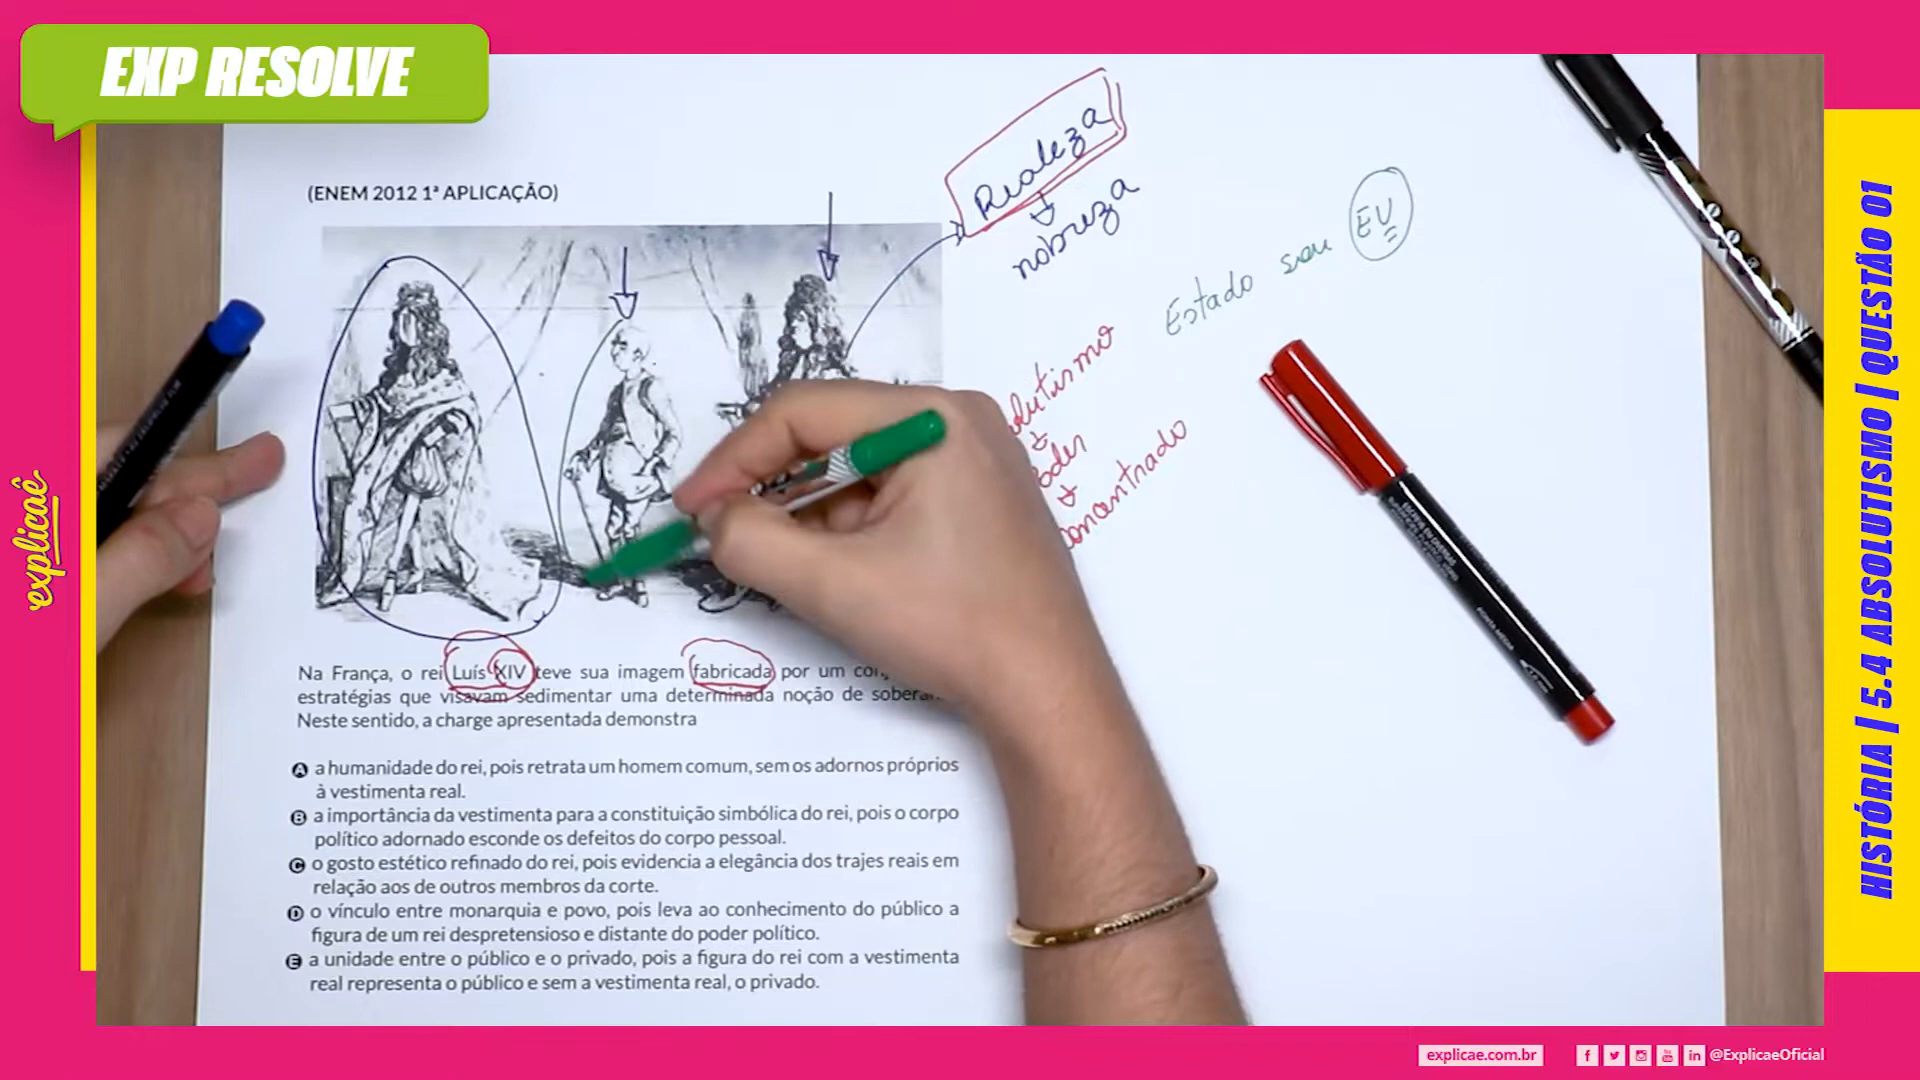 EXP RESOLVE
(ENEM 2012 1ª APLICAÇÃO)
Realeza
nobreza
Estado sou EU
poder
concentrado
Na França, o rei Luís XIV teve sua imagem fabricada por um
estratégias que visavam sedimentar uma determinada noção de
Neste sentido, a charge apresentada demonstra
A a humanidade do rei, pois retrata um homem comum, sem os adornos próprios
à vestimenta real.
B a importância da vestimenta para a constituição simbólica do rei, pois o corpo
político adornado esconde os defeitos do corpo pessoal.
C o gosto estético refinado do rei, pois evidencia a elegância dos trajes reais em
relação aos de outros membros da corte.
D o vínculo entre monarquia e povo, pois leva ao conhecimento do público a
figura de um rei despretensioso e distante do poder político.
E a unidade entre o público e o privado, pois a figura do rei com a vestimenta
real representa o público e sem a vestimenta real, o privado.
explicaê
HISTÓRIA | 5.4 ABSOLUTISMO | QUESTÃO 01
explicae.com.br
@ExplicaeOficial